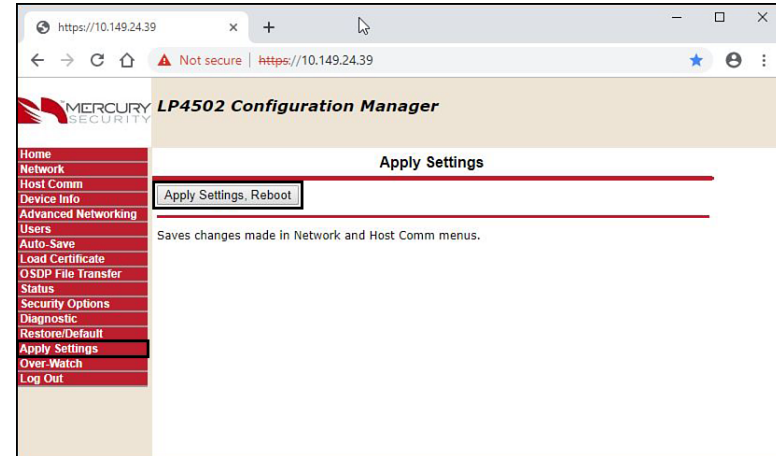 https://10.149.24.39
Not secure | https://10.149.24.39
MERCURY
SECURITY
LP4502 Configuration Manager
Home
Network
Host Comm
Device Info
Advanced Networking
Users
Auto-Save
Load Certificate
OSDP File Transfer
Status
Security Options
Diagnostic
Restore/Default
Apply Settings
Over-Watch
Log Out
Apply Settings
Apply Settings, Reboot
Saves changes made in Network and Host Comm menus.